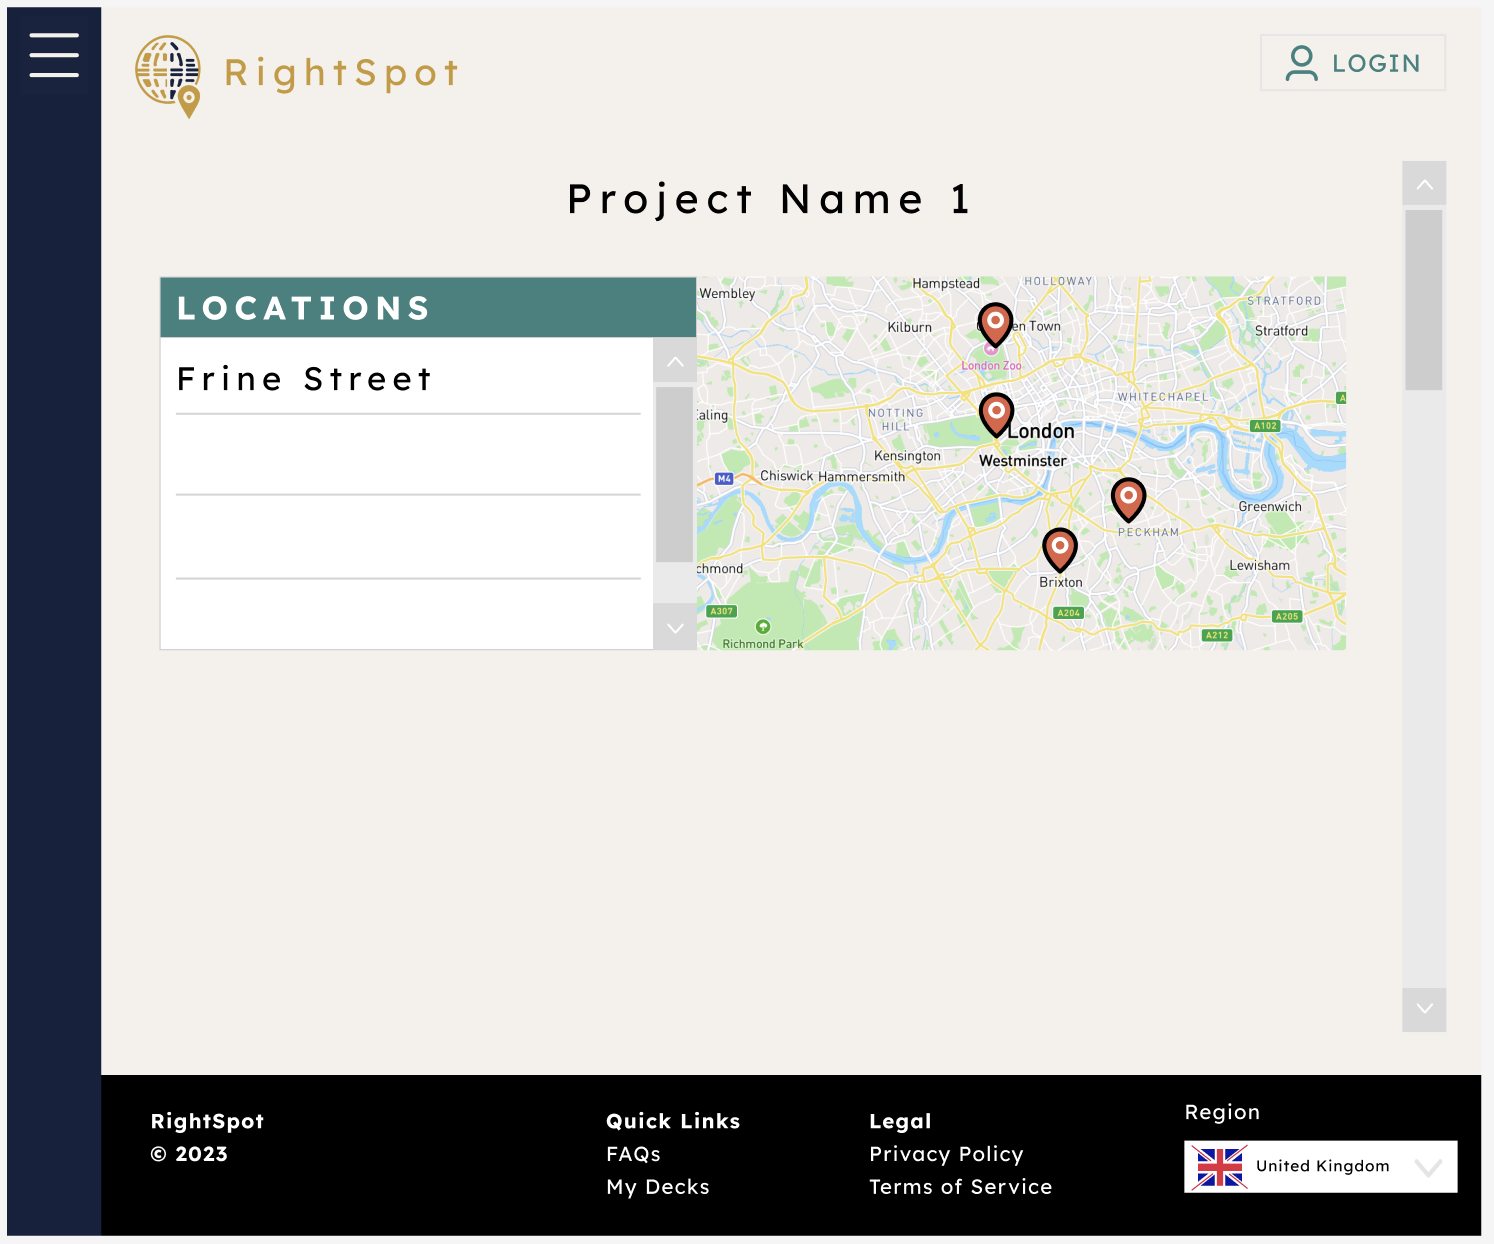 RightSpot
LOGIN
Project Name 1
LOCATIONS
Frine Street
Wembley
Hampstead
HOLLOWAY
STRATFORD
Kilburn
en Town
Stratford
London Zoo
WHITECHAPEL
A
aling
NOTTING
HILL
A102
London
Kensington
Westminster
M4
Chiswick
Hammersmith
Greenwich
PECKHAM
chmond
Lewisham
Brixton
A307
A204
A205
A212
Richmond Park
RightSpot
© 2023
Quick Links
FAQs
My Decks
Legal
Privacy Policy
Terms of Service
Region
United Kingdom